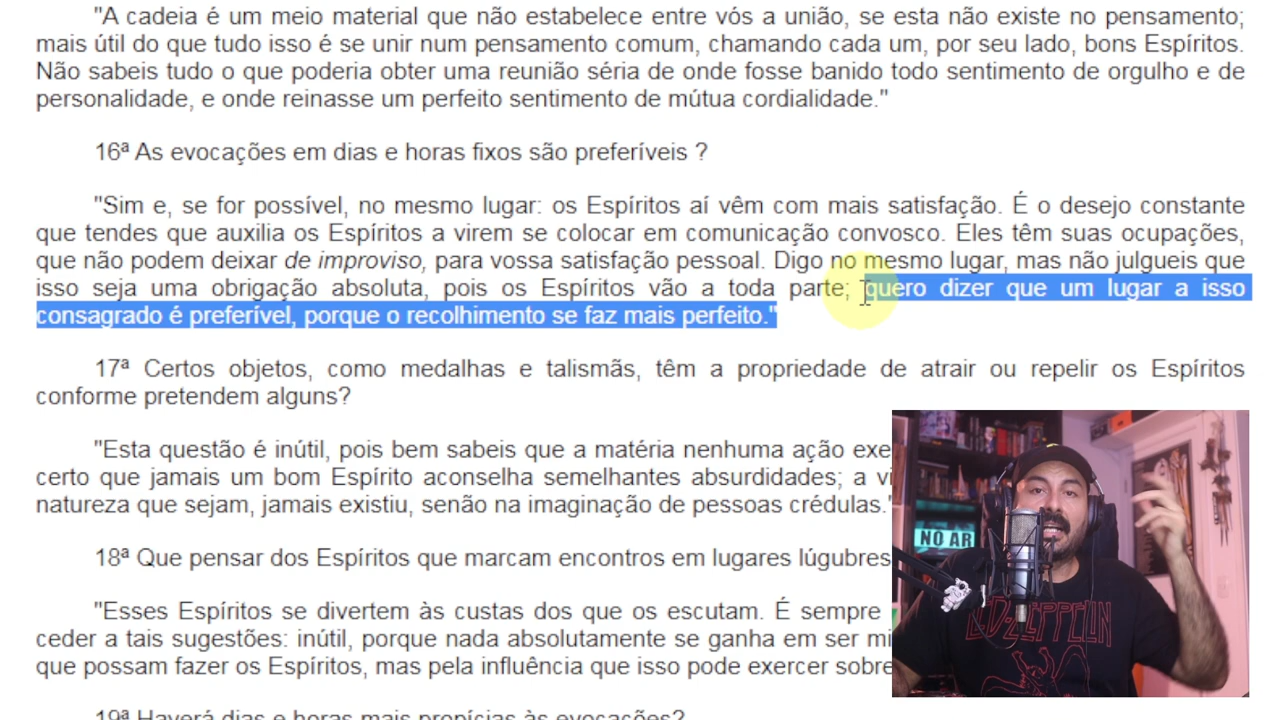 "A cadeia é um meio material que não estabelece entre vós a união, se esta não existe no pensamento;
mais útil do que tudo isso é se unir num pensamento comum, chamando cada um, por seu lado, bons Espíritos.
Não sabeis tudo o que poderia obter uma reunião séria de onde fosse banido todo sentimento de orgulho e de
personalidade, e onde reinasse um perfeito sentimento de mútua cordialidade."
16ª As evocações em dias e horas fixos são preferíveis ?
"Sim e, se for possível, no mesmo lugar: os Espíritos aí vêm com mais satisfação. É o desejo constante
que tendes que auxilia os Espíritos a virem se colocar em comunicação convosco. Eles têm suas ocupações,
que não podem deixar de improviso, para vossa satisfação pessoal. Digo no mesmo lugar, mas não julgueis que
isso seja uma obrigação absoluta, pois os Espíritos vão a toda parte; quero dizer que um lugar a isso
consagrado é preferível, porque o recolhimento se faz mais perfeito."
17ª Certos objetos, como medalhas e talismãs, têm a propriedade de atrair ou repelir os Espíritos
conforme pretendem alguns?
"Esta questão é inútil, pois bem sabeis que a matéria nenhuma ação exe
certo que jamais um bom Espírito aconselha semelhantes absurdidades; a vi
natureza que sejam, jamais existiu, senão na imaginação de pessoas crédulas."
18ª Que pensar dos Espíritos que marcam encontros em lugares lúgubres
"Esses Espíritos se divertem às custas dos que os escutam. É sempre
ceder a tais sugestões: inútil, porque nada absolutamente se ganha em ser mi
que possam fazer os Espíritos, mas pela influência que isso pode exercer sobre
19ª Haverá dias e horas mais propícias às evocações?
NO AR
LED-ZEPPELIN